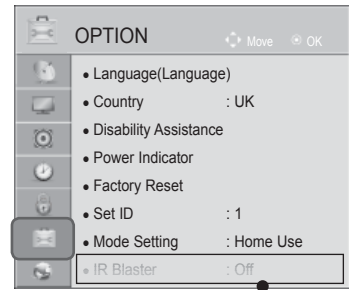 OPTION Move OK
• Language(Language)
• Country : UK
• Disability Assistance
• Power Indicator
• Factory Reset
• Set ID : 1
• Mode Setting : Home Use
• IR Blaster : Off